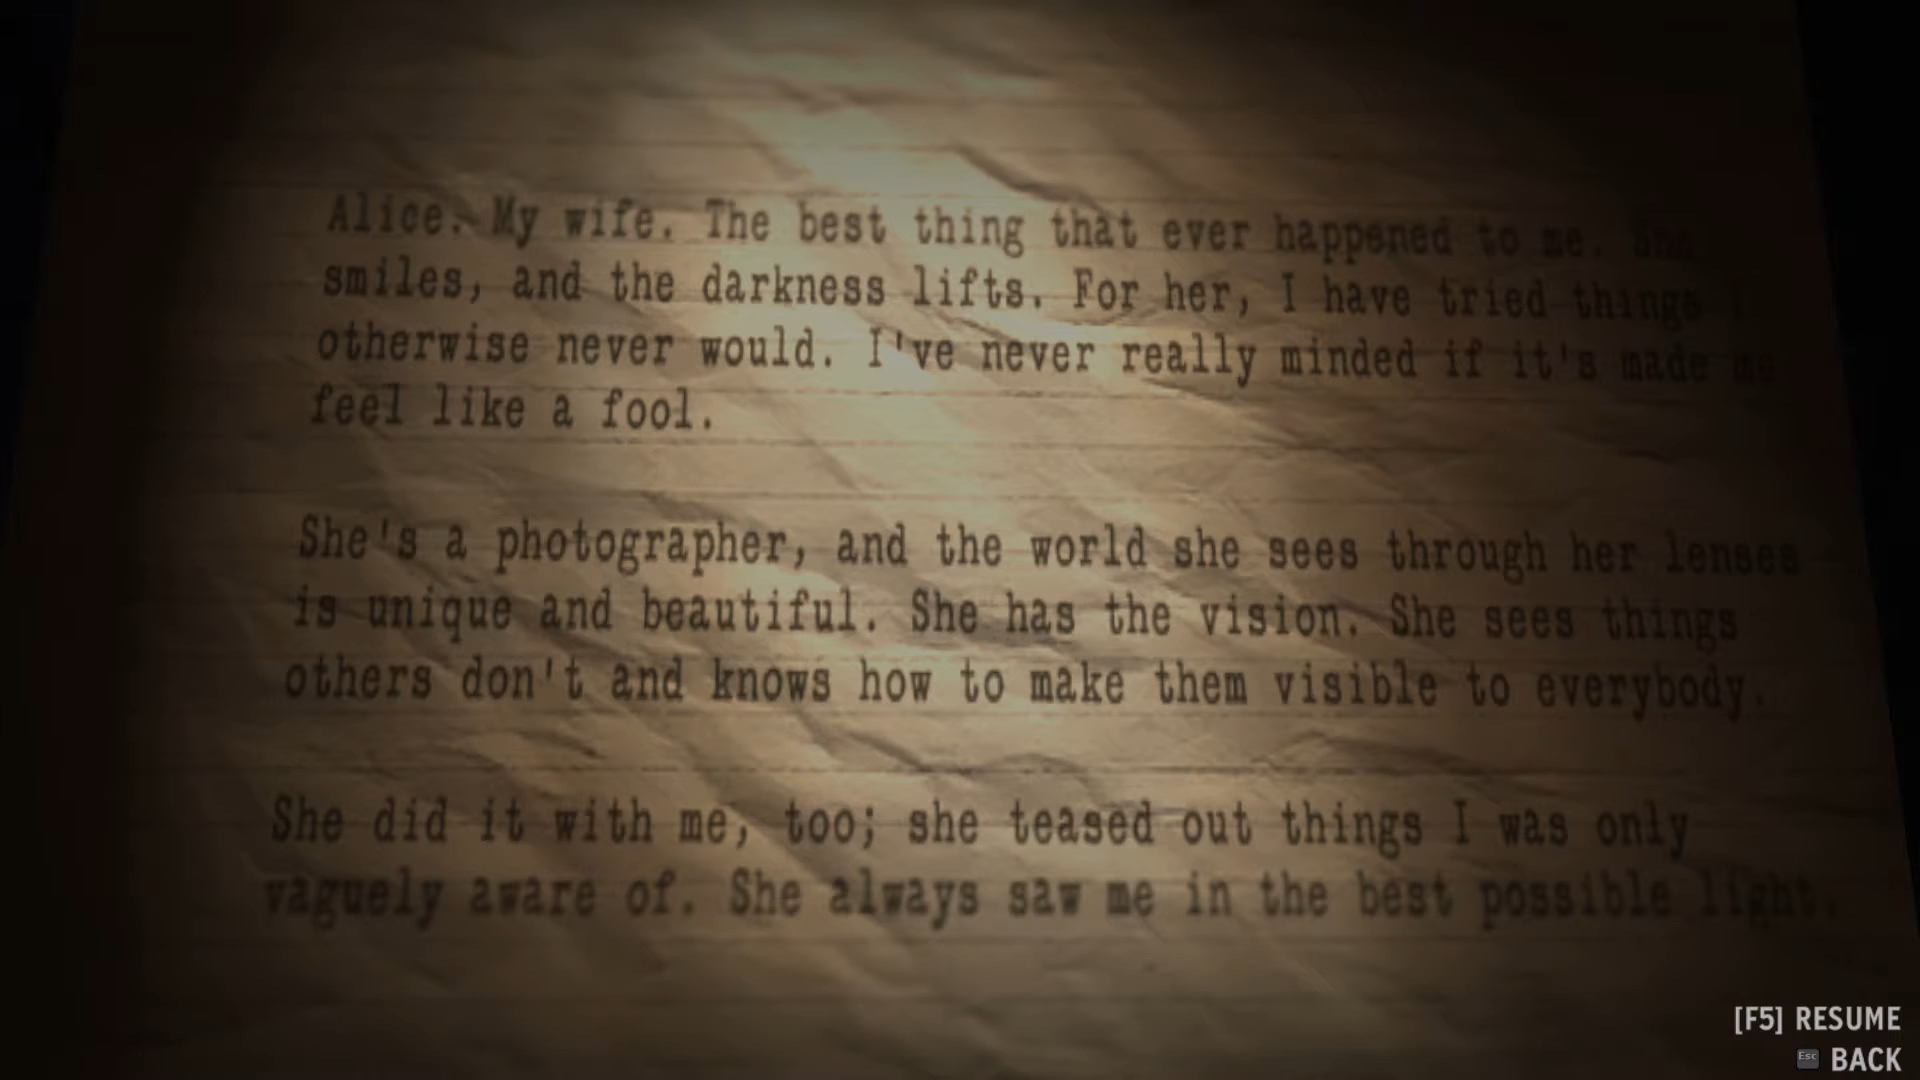 Alice. My wife. The best thing that ever happened to me. She
smiles, and the darkness lifts. For her, I have tried things I
otherwise never would. I've never really minded if it's made me
feel like a fool.
She's a photographer, and the world she sees through her lenses
is unique and beautiful. She has the vision. She sees things
others don't and knows how to make them visible to everybody.
She did it with me, too; she teased out things I was only
vaguely aware of. She always saw me in the best possible light.
[F5] RESUME
Esc BACK